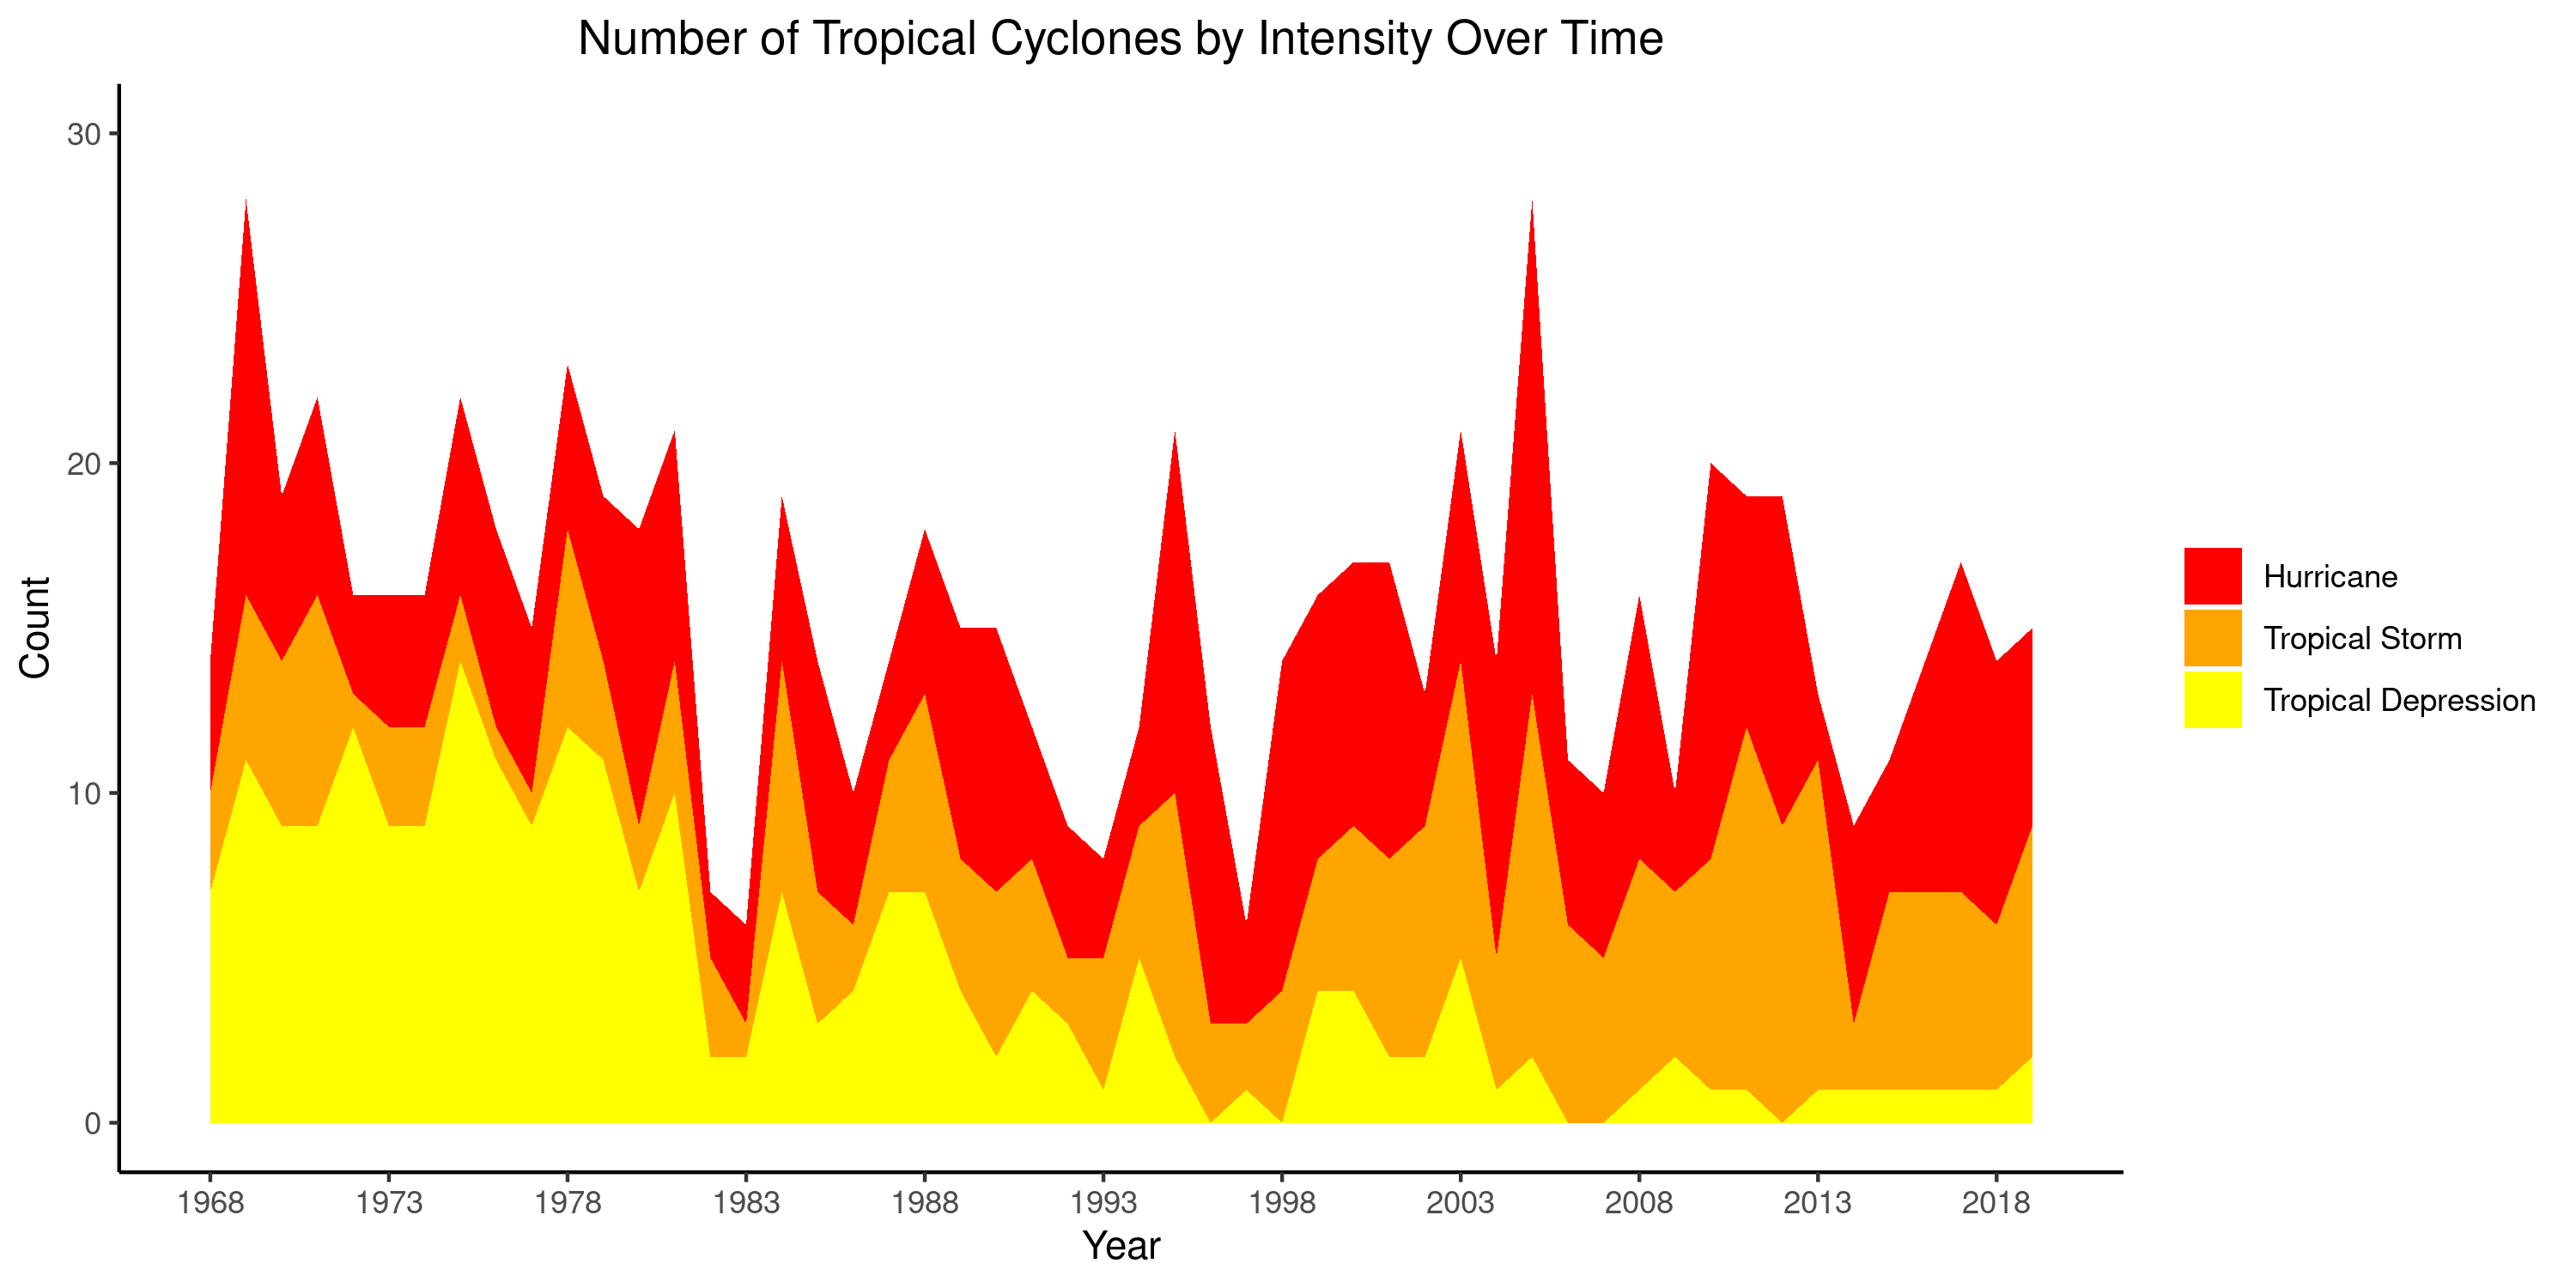 Number of Tropical Cyclones by Intensity Over Time
Count
30
20
10
0
1968 1973 1978 1983 1988 1993 1998 2003 2008 2013 2018
Year
Hurricane
Tropical Storm
Tropical Depression